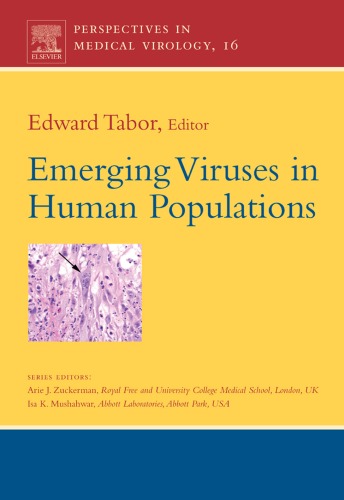 ELSEVIER
PERSPECTIVES IN
MEDICAL VIROLOGY, 16
Edward Tabor, Editor
Emerging Viruses in
Human Populations
SERIES EDITORS:
Arie J. Zuckerman, Royal Free and University College Medical School, London, UK
Isa K. Mushahwar, Abbott Laboratories, Abbott Park, USA